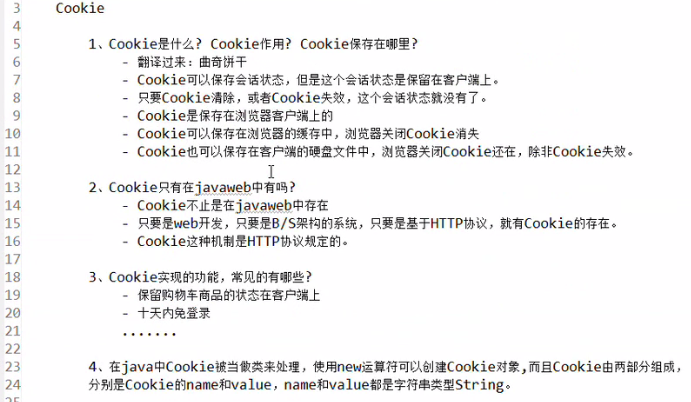 3 Cookie
4
5 1、Cookie是什么? Cookie作用? Cookie保存在哪里?
6 - 翻译过来：曲奇饼干
7 - Cookie可以保存会话状态，但是这个会话状态是保留在客户端上。
8 - 只要Cookie清除，或者Cookie失效，这个会话状态就没有了。
9 - Cookie是保存在浏览器客户端上的
10 - Cookie可以保存在浏览器的缓存中，浏览器关闭Cookie消失
11 - Cookie也可以保存在客户端的硬盘文件中，浏览器关闭Cookie还在，除非Cookie失效。
12
13 2、Cookie只有在javaweb中有吗?
14 - Cookie不止是在javaweb中存在
15 - 只要是web开发，只要是B/S架构的系统，只要是基于HTTP协议，就有Cookie的存在。
16 - Cookie这种机制是HTTP协议规定的。
17
18 3、Cookie实现的功能，常见的有哪些?
19 - 保留购物车商品的状态在客户端上
20 - 十天内免登录
21 .......
22
23 4、在java中Cookie被当做类来处理，使用new运算符可以创建Cookie对象,而且Cookie由两部分组成，
24 分别是Cookie的name和value，name和value都是字符串类型String。